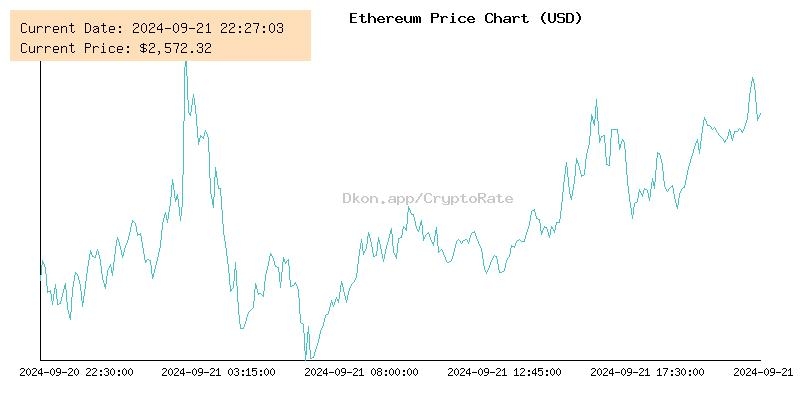 Ethereum Price Chart (USD)
Current Date: 2024-09-21 22:27:03
Current Price: $2,572.32
Dkon.app/CryptoRate
2024-09-20 22:30:00 2024-09-21 03:15:00 2024-09-21 08:00:00 2024-09-21 12:45:00 2024-09-21 17:30:00 2024-09-21